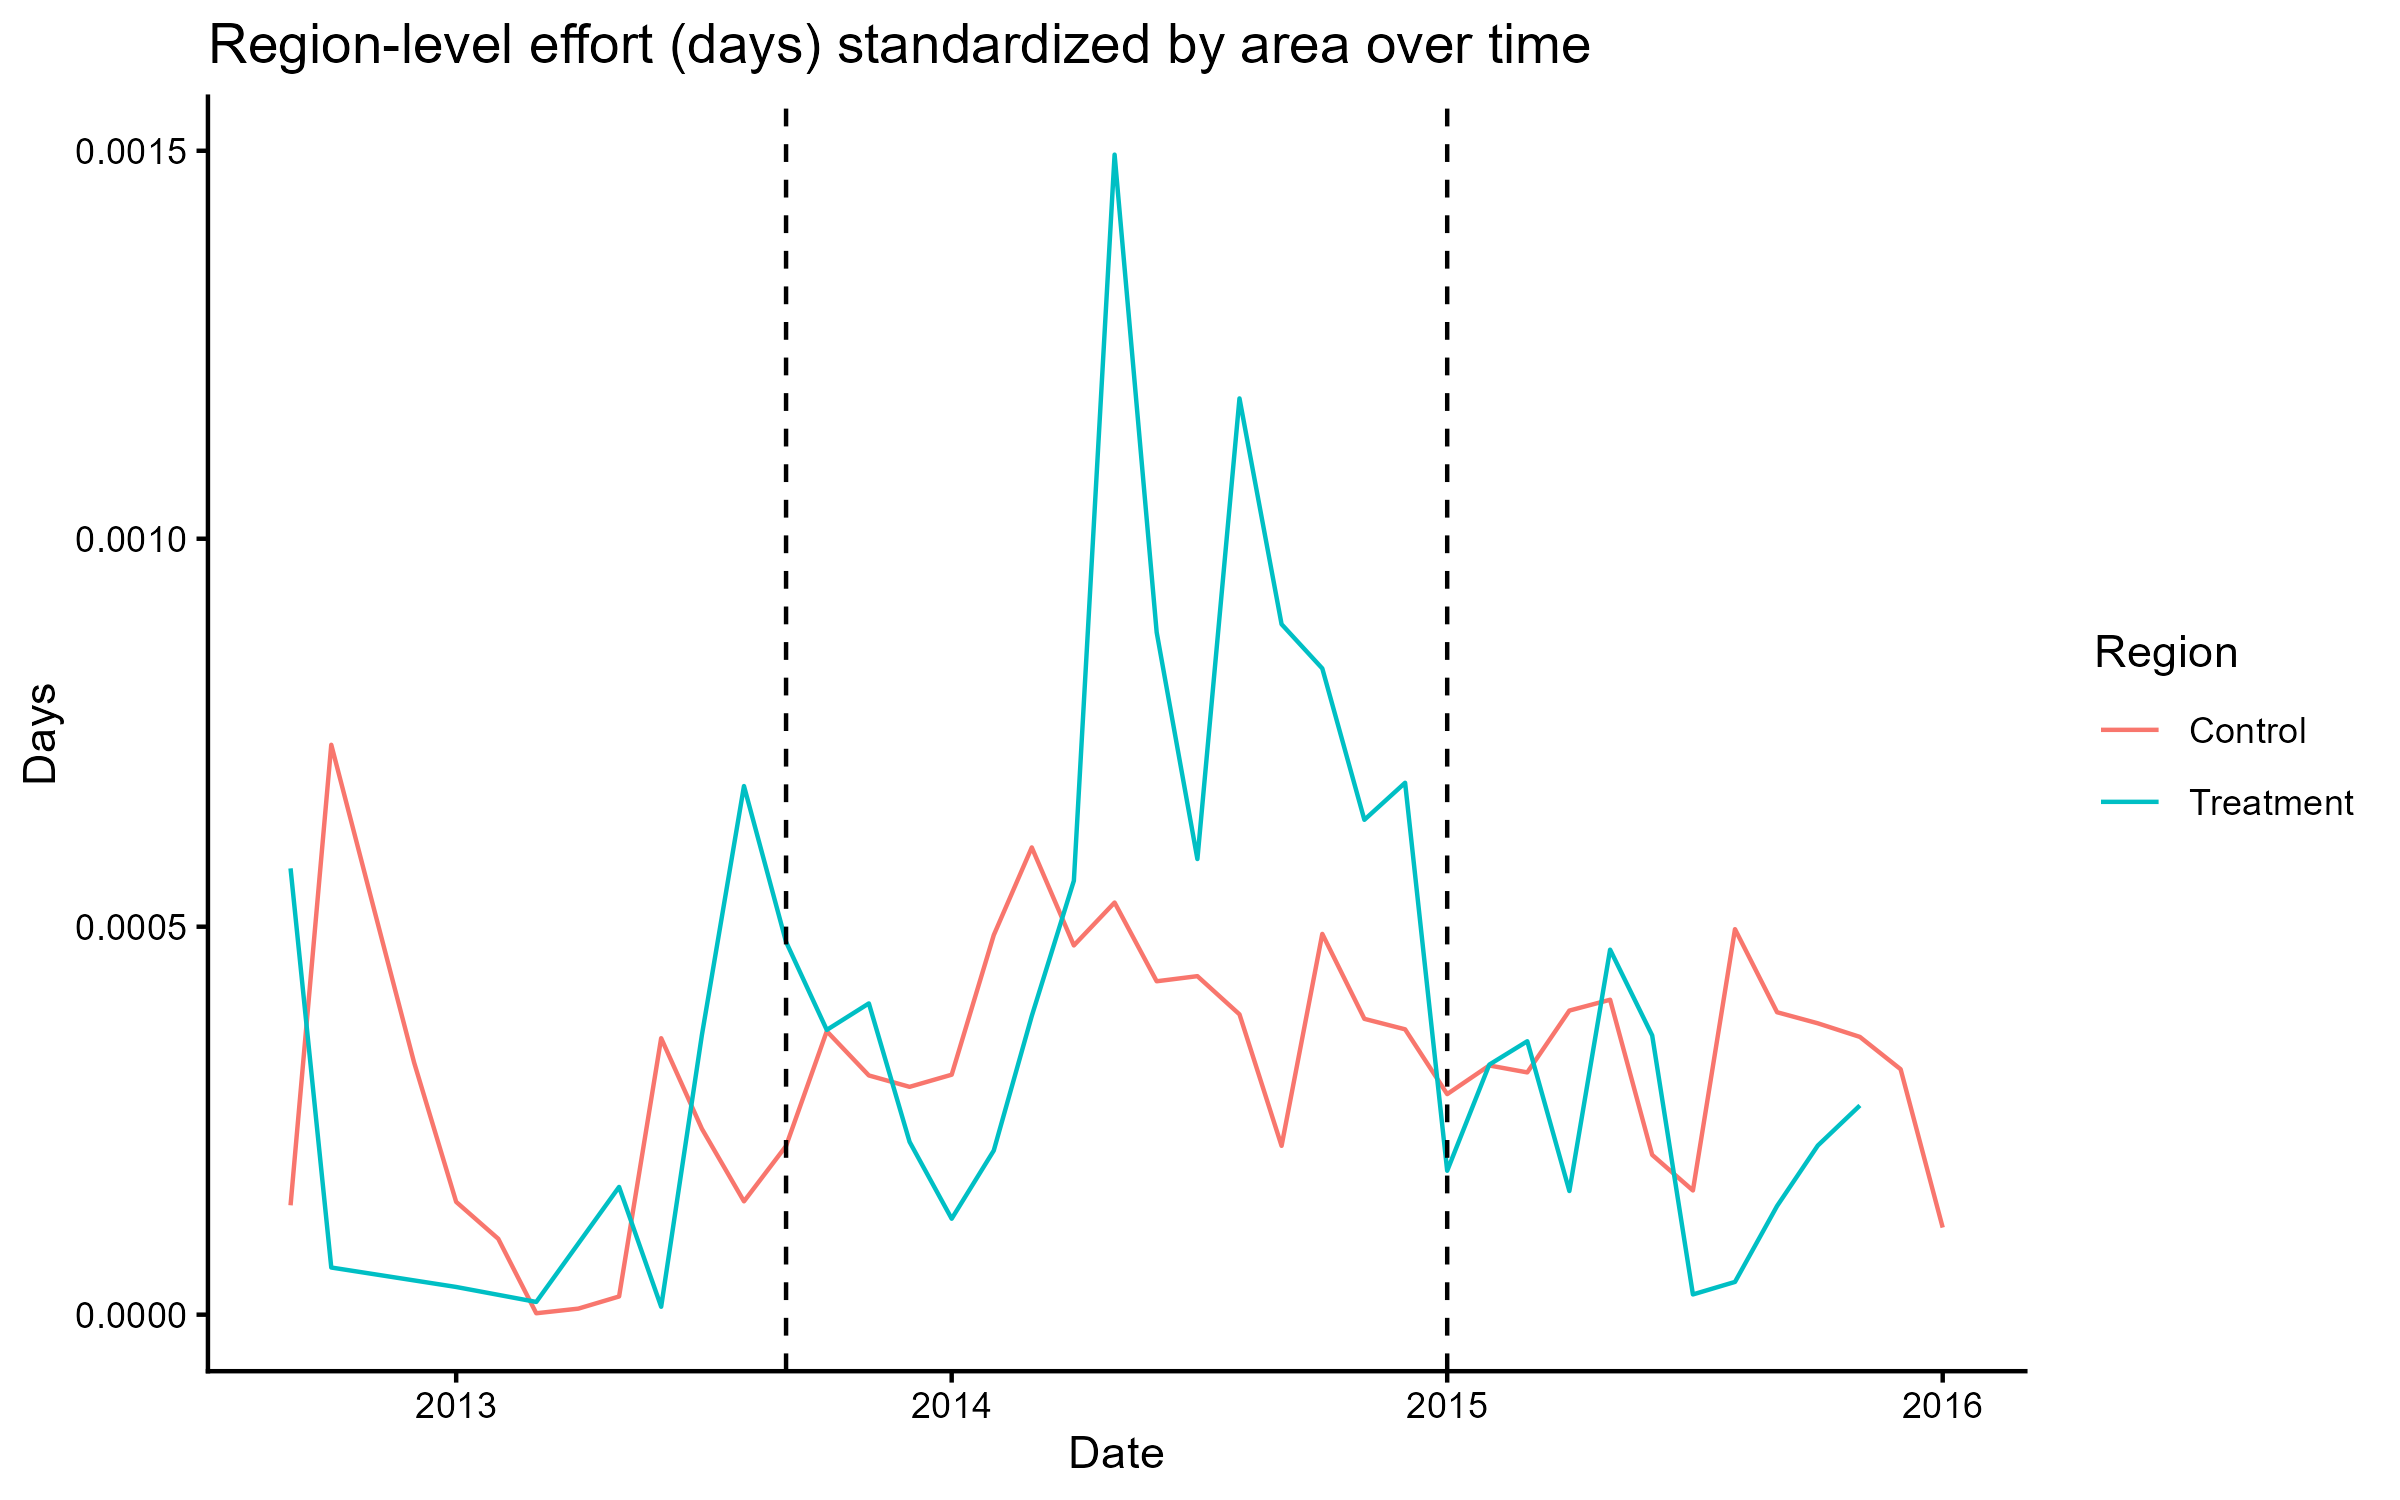 Region-level effort (days) standardized by area over time
0.0015
0.0010
0.0005
0.0000
Days
2013 2014 2015 2016
Date
Region
Control
Treatment